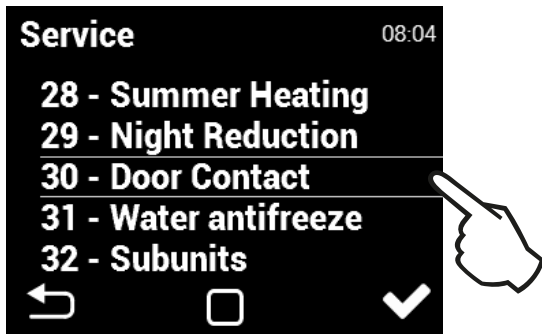 Service
08:04
28 - Summer Heating
29 - Night Reduction
30 - Door Contact
31 - Water antifreeze
32 - Subunits